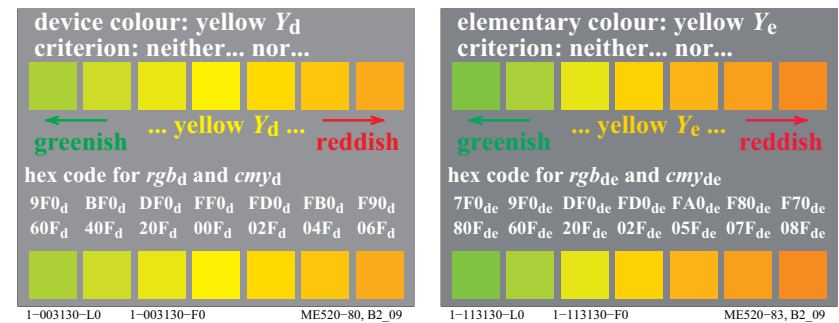 device colour: yellow Yd
criterion: neither... nor...
... yellow Yd ...
greenish
reddish
hex code for rgbd and cmyd
9F0d BF0d DF0d FF0d FD0d FB0d F90d
60Fd 40Fd 20Fd 00Fd 02Fd 04Fd 06Fd
1-003130-L0 1-003130-F0 ME520-80, B2_09
elementary colour: yellow Ye
criterion: neither... nor...
... yellow Ye ...
greenish
reddish
hex code for rgbde and cmyde
7F0de 9F0de DF0de FD0de FA0de F80de F70de
80Fde 60Fde 20Fde 02Fde 05Fde 07Fde 08Fde
1-113130-L0 1-113130-F0 ME520-83, B2_09